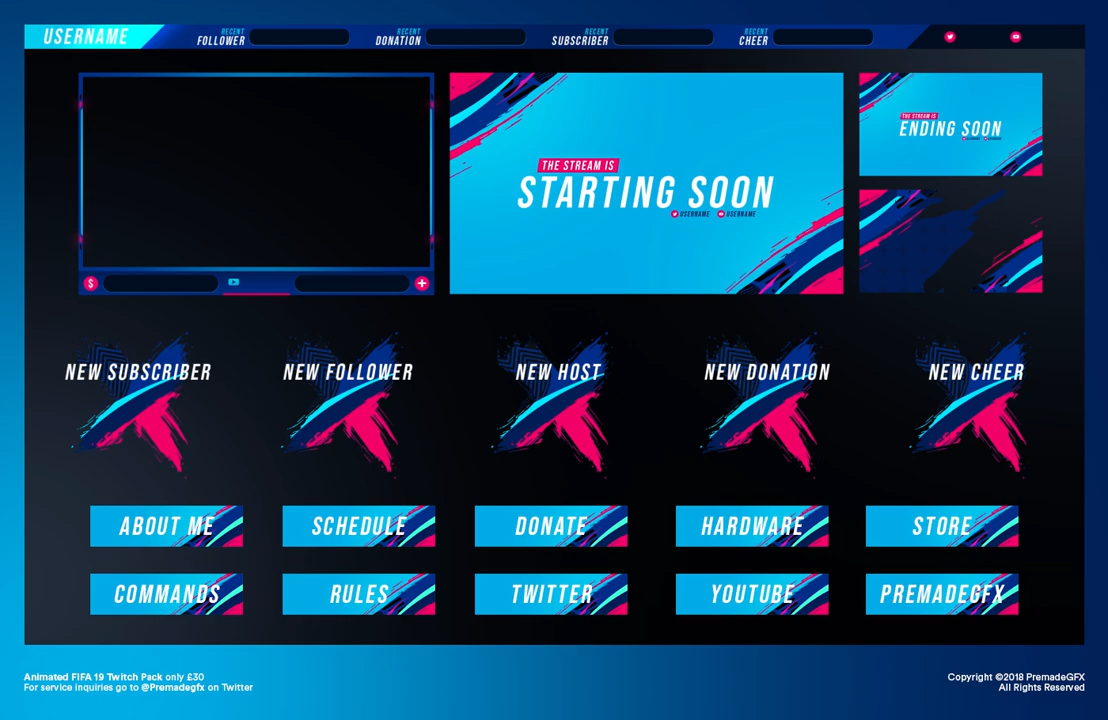 USERNAME
RECENT
FOLLOWER
RECENT
DONATION
RECENT
SUBSCRIBER
RECENT
CHEER
THE STREAM IS
STARTING SOON
USERNAME USERNAME
THE STREAM IS
ENDING SOON
$
NEW SUBSCRIBER
NEW FOLLOWER
NEW HOST
NEW DONATION
NEW CHEER
ABOUT ME
SCHEDULE
DONATE
HARDWARE
STORE
COMMANDS
RULES
TWITTER
YOUTUBE
PREMADEGFX
Animated FIFA 19 Twitch Pack only £30
For service inquiries go to @Premadegfx on Twitter
Copyright ©2018 PremadeGFX
All Rights Reserved